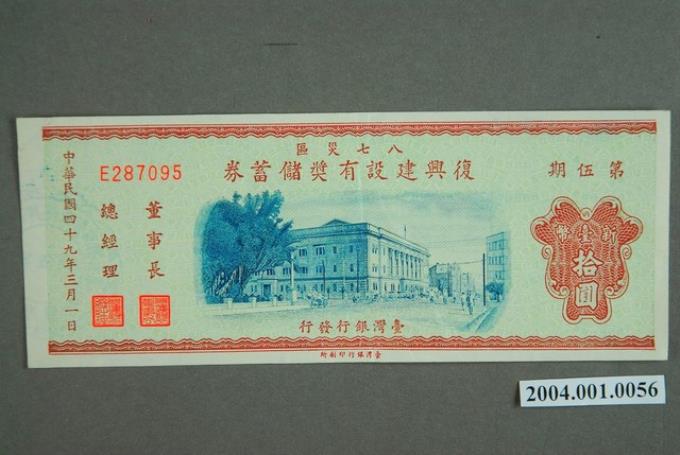 八七災區
復興建設有奬儲蓄券
第伍期
新臺幣
拾圓
E287095
董事長
總經理
中華民國四十九年三月一日
臺灣銀行發行
臺灣銀行印刷所
2004.001.0056